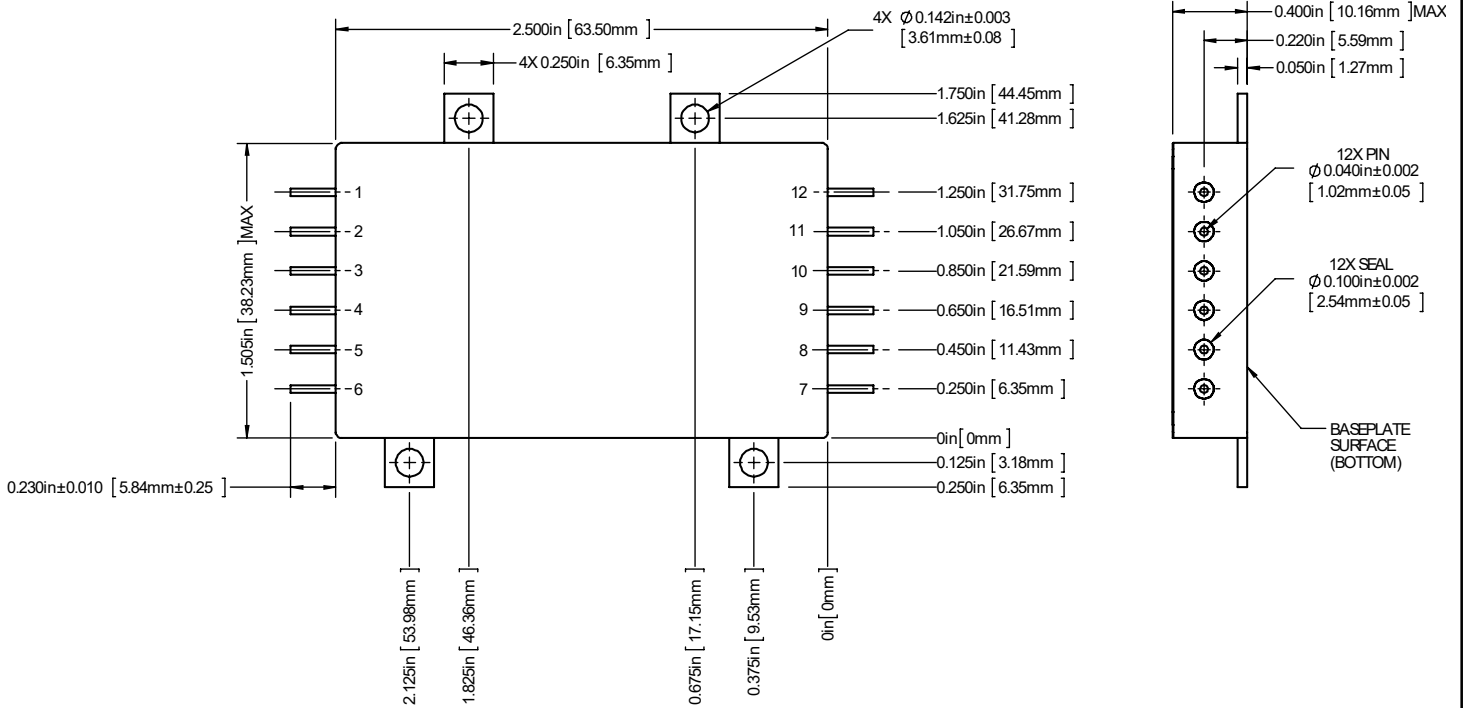 2.500in [ 63.50mm ]
4X 0.250in [ 6.35mm ]
4X Ø 0.142in±0.003
[ 3.61mm±0.08 ]
1.750in [ 44.45mm ]
1.625in [ 41.28mm ]
1.505in [ 38.23mm ] MAX
1
2
3
4
5
6
12
11
10
9
8
7
1.250in [ 31.75mm ]
1.050in [ 26.67mm ]
0.850in [ 21.59mm ]
0.650in [ 16.51mm ]
0.450in [ 11.43mm ]
0.250in [ 6.35mm ]
0in [ 0mm ]
0.125in [ 3.18mm ]
0.250in [ 6.35mm ]
0.230in±0.010 [ 5.84mm±0.25 ]
2.125in [ 53.98mm ]
1.825in [ 46.36mm ]
0.675in [ 17.15mm ]
0.375in [ 9.53mm ]
0in [ 0mm ]
0.400in [ 10.16mm ] MAX
0.220in [ 5.59mm ]
0.050in [ 1.27mm ]
12X PIN
Ø 0.040in±0.002
[ 1.02mm±0.05 ]
12X SEAL
Ø 0.100in±0.002
[ 2.54mm±0.05 ]
BASEPLATE
SURFACE
(BOTTOM)